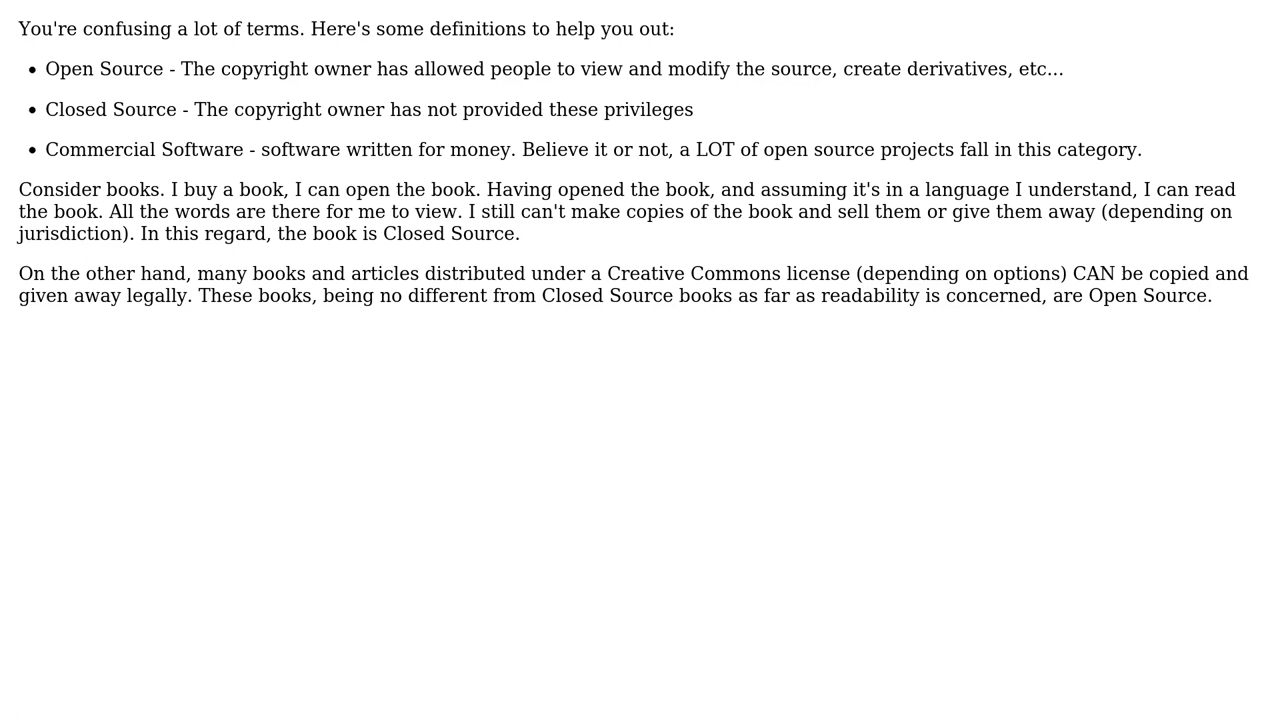 You're confusing a lot of terms. Here's some definitions to help you out:
• Open Source - The copyright owner has allowed people to view and modify the source, create derivatives, etc...
• Closed Source - The copyright owner has not provided these privileges
• Commercial Software - software written for money. Believe it or not, a LOT of open source projects fall in this category.
Consider books. I buy a book, I can open the book. Having opened the book, and assuming it's in a language I understand, I can read
the book. All the words are there for me to view. I still can't make copies of the book and sell them or give them away (depending on
jurisdiction). In this regard, the book is Closed Source.
On the other hand, many books and articles distributed under a Creative Commons license (depending on options) CAN be copied and
given away legally. These books, being no different from Closed Source books as far as readability is concerned, are Open Source.